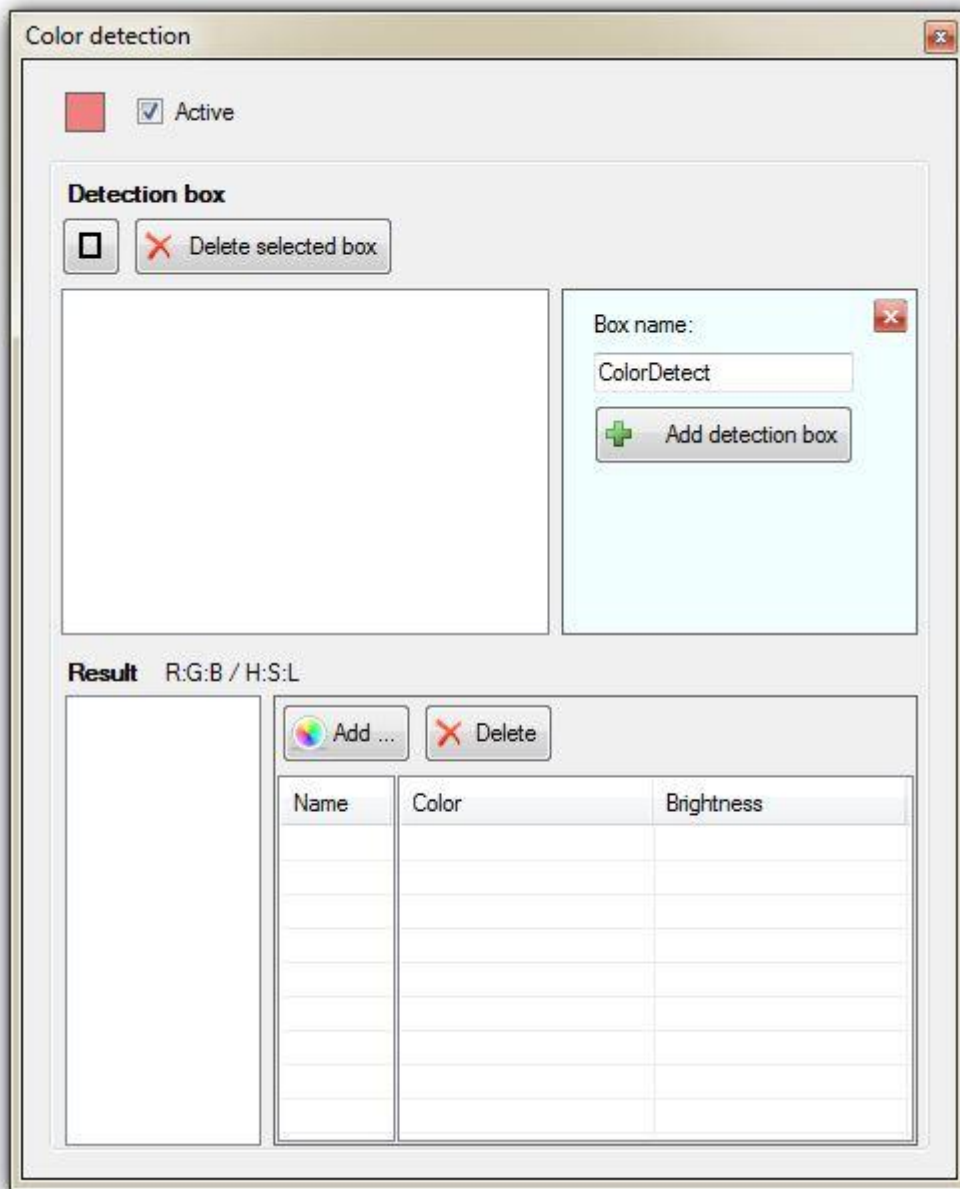 Color detection
Active
Detection box
Delete selected box
Box name:
ColorDetect
Add detection box
Result R:G:B / H:S:L
Add ... Delete
Name Color Brightness